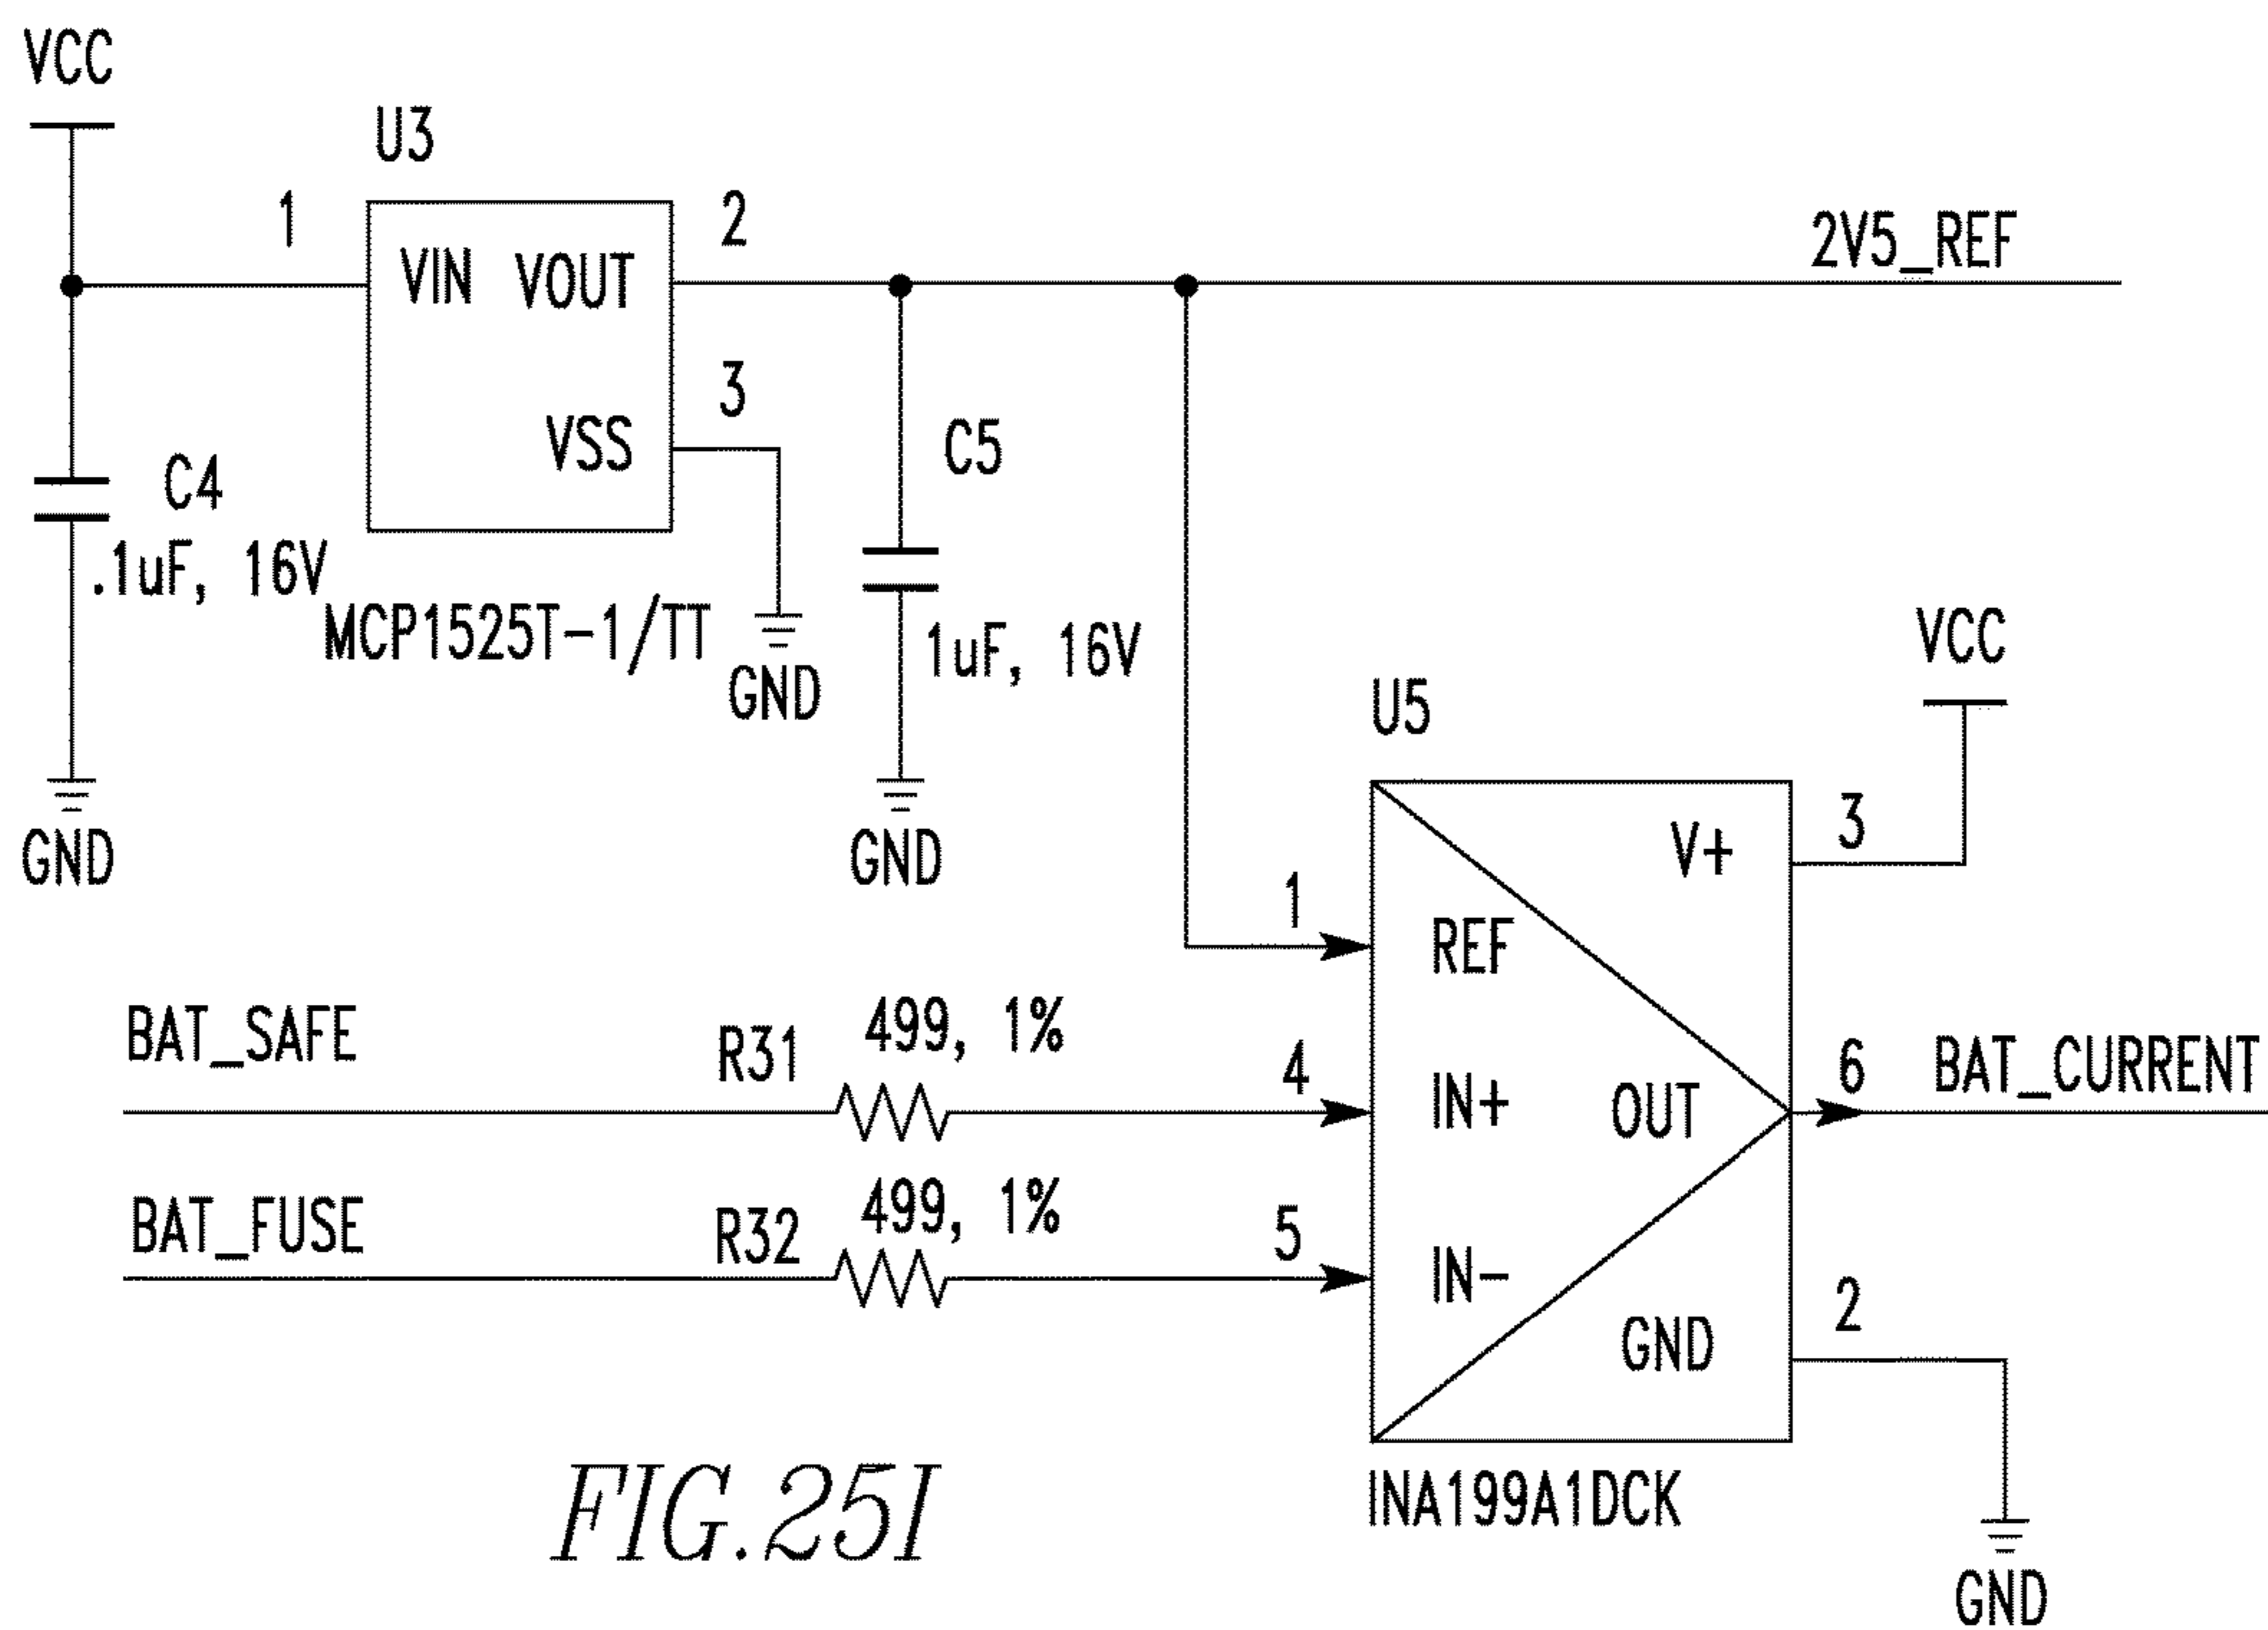 VCC
U3
1
2
VIN
VOUT
2V5_REF
3
VSS
C4
.1uF, 16V
MCP1525T-1/TT
GND
C5
1uF, 16V
GND
GND
VCC
U5
V+
3
1
REF
BAT_SAFE
R31
499, 1%
4
IN+
OUT
6
BAT_CURRENT
BAT_FUSE
R32
499, 1%
5
IN-
GND
2
INA199A1DCK
GND
FIG.25I